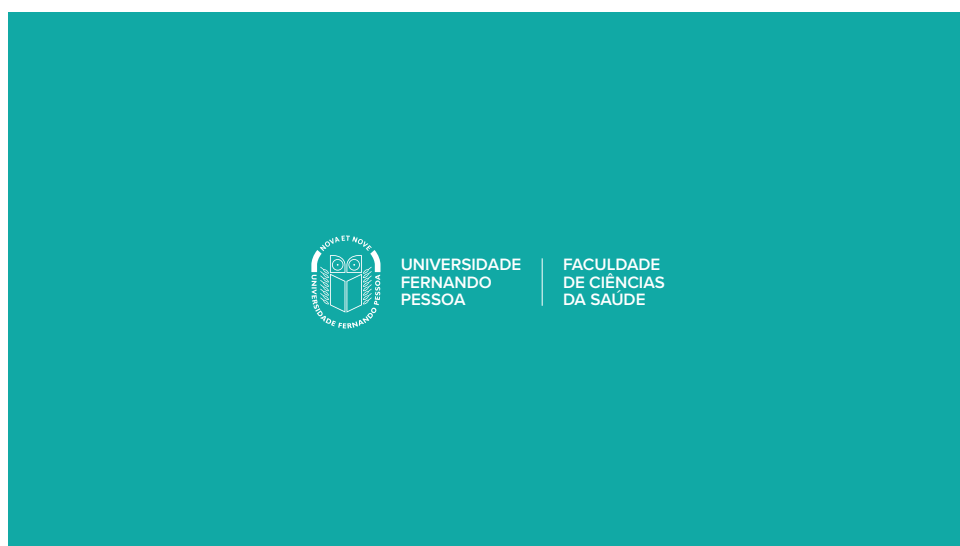 NOVA ET NOVE
UNIVERSIDADE FERNANDO PESSOA
UNIVERSIDADE
FERNANDO
PESSOA
FACULDADE
DE CIÊNCIAS
DA SAÚDE